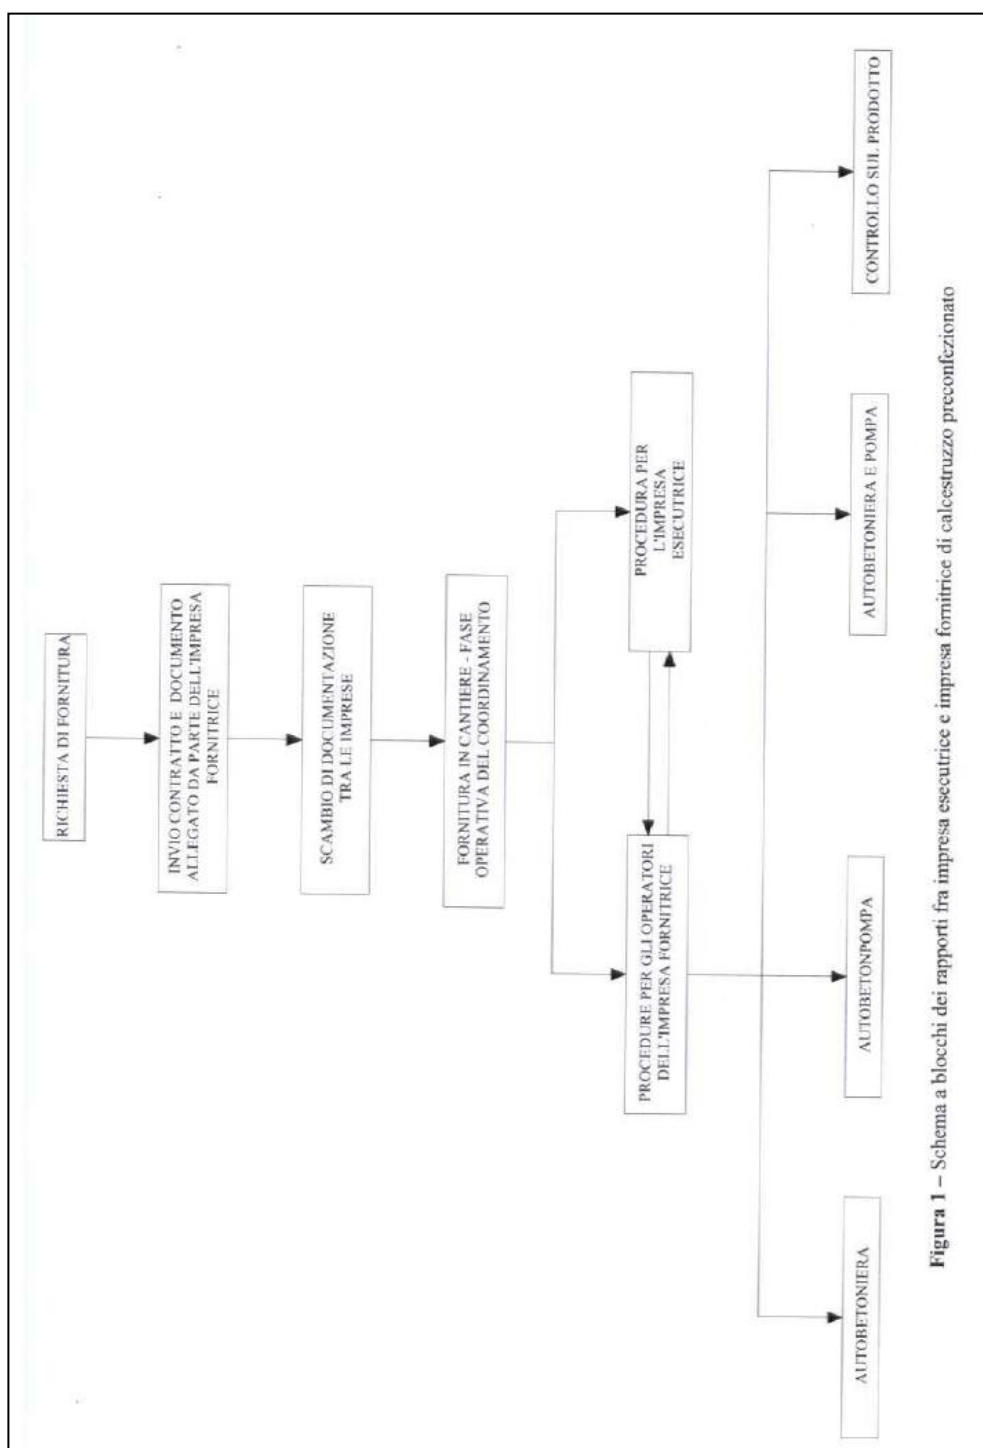 RICHIESTA DI FORNITURA
INVIO CONTRATTO E DOCUMENTO
ALLEGATO DA PARTE DELL'IMPRESA
FORNITRICE
SCAMBIO DI DOCUMENTAZIONE
TRA LE IMPRESE
FORNITURA IN CANTIERE - FASE
OPERATIVA DEL COORDINAMENTO
PROCEDURE PER GLI OPERATORI
DELL'IMPRESA FORNITRICE
PROCEDURA PER
L'IMPRESA
ESECUTRICE
AUTOBETONIERA
AUTOBETONPOMPA
AUTOBETONIERA E POMPA
CONTROLLO SUL PRODOTTO
Figura 1 – Schema a blocchi dei rapporti fra impresa esecutrice e impresa fornitrice di calcestruzzo preconfezionato